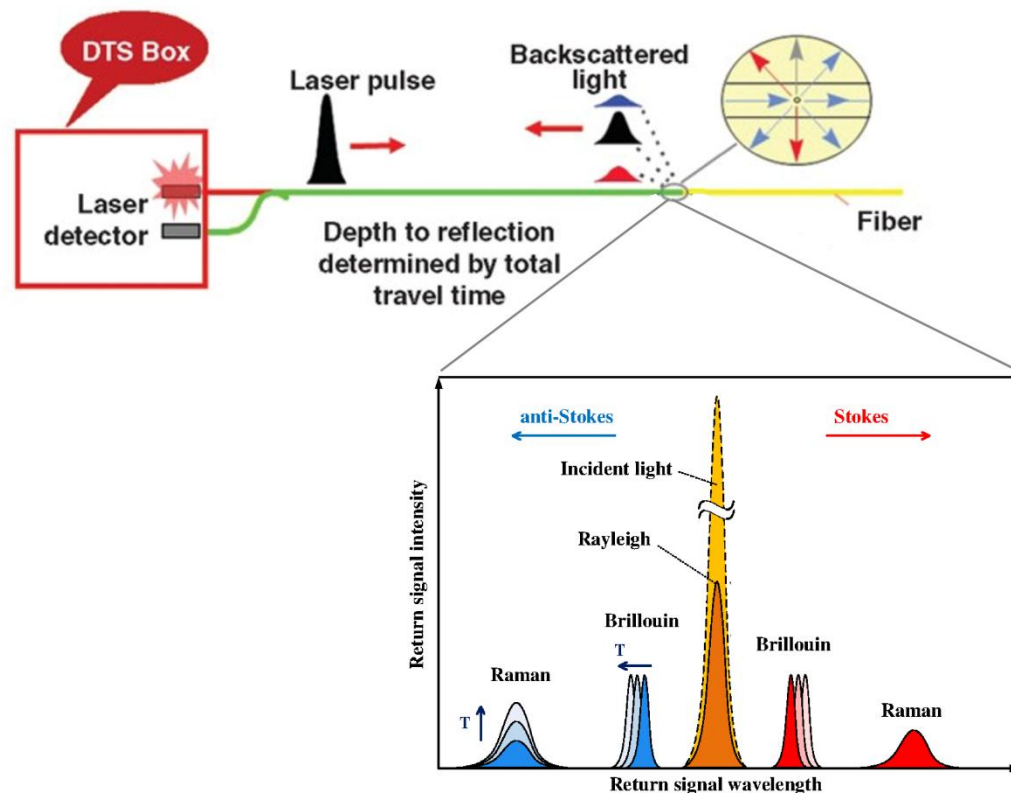 DTS Box
Laser pulse
Backscattered
light
Laser
detector
Depth to reflection
determined by total
travel time
Fiber
anti-Stokes
Stokes
Incident light
Rayleigh
Brillouin
T
Brillouin
Raman
T
Raman
Return signal intensity
Return signal wavelength